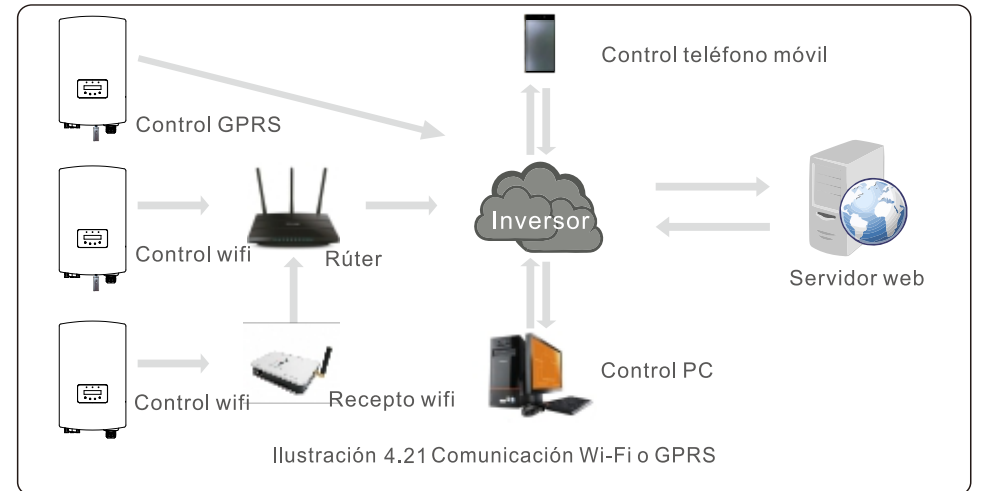 Control teléfono móvil
Control GPRS
Inversor
Control wifi
Rúter
Servidor web
Control PC
Control wifi
Recepto wifi
Ilustración 4.21 Comunicación Wi-Fi o GPRS